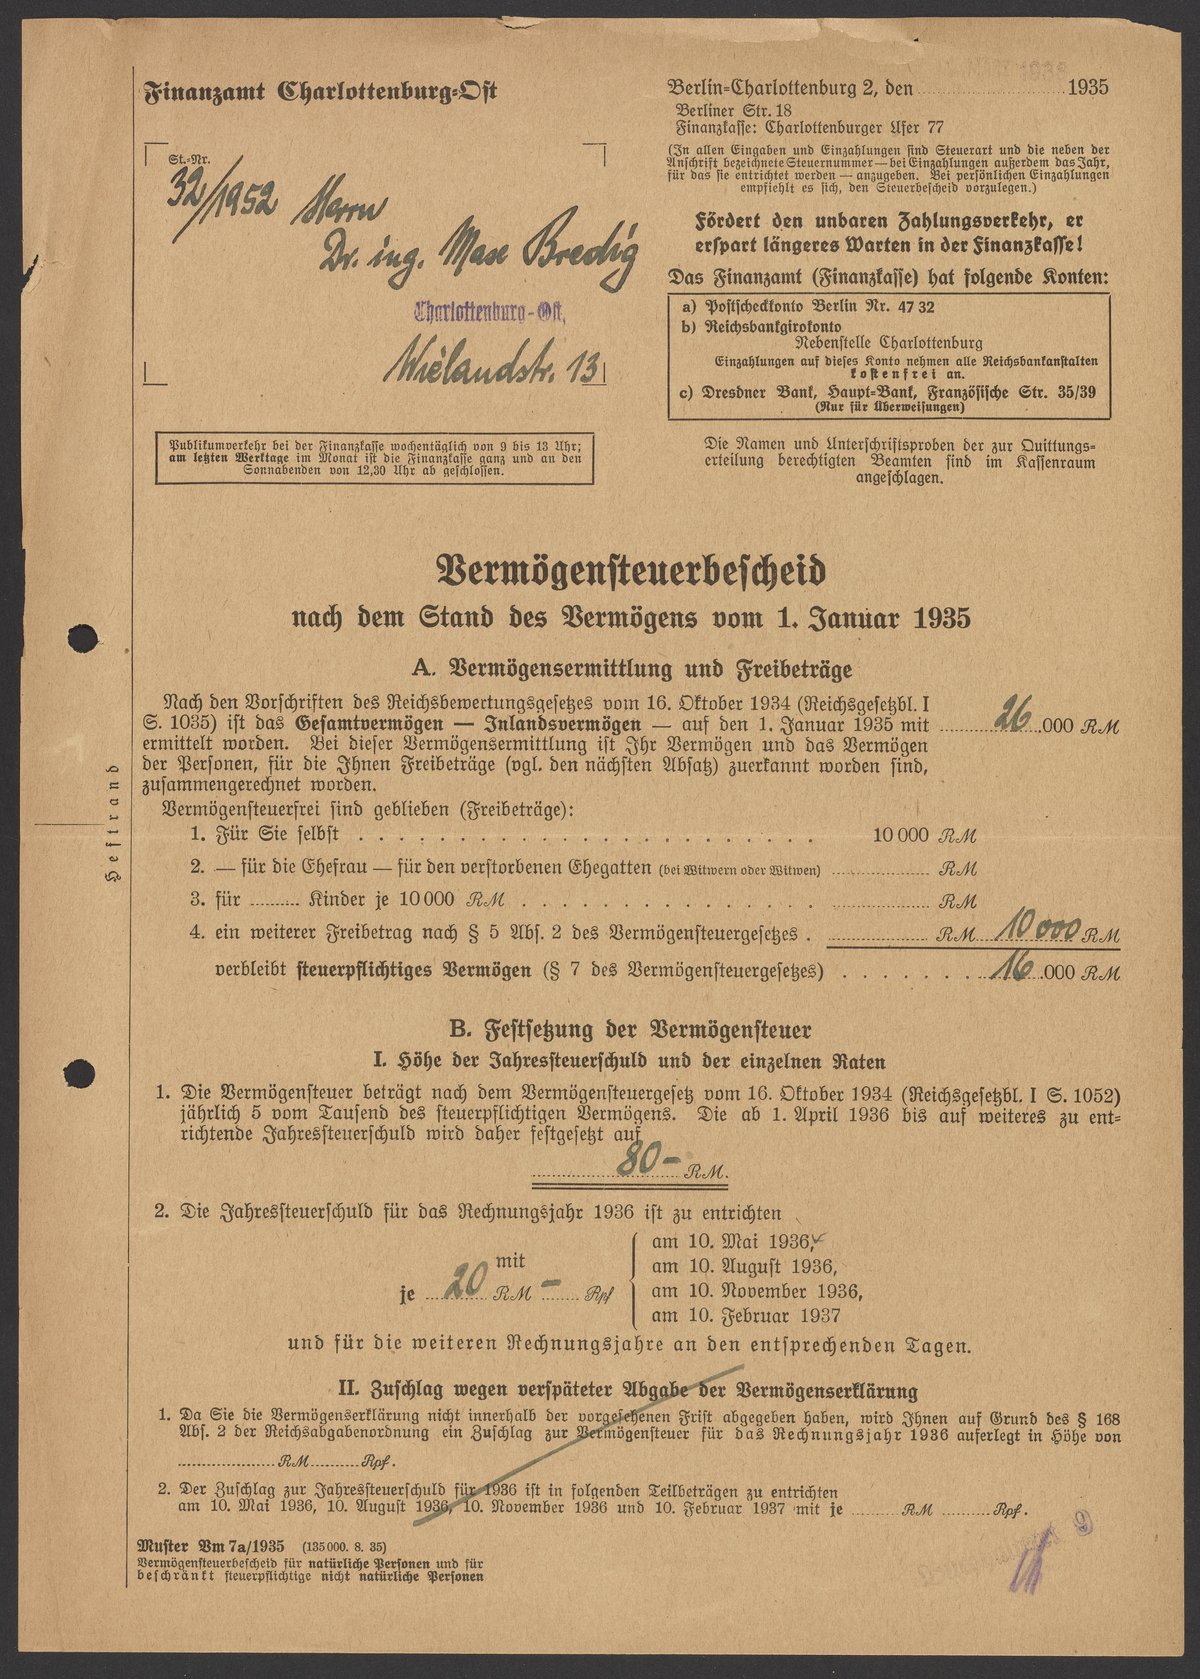 Finanzamt Charlottenburg-Ost
Berlin-Charlottenburg 2, den 1935
Berliner Str. 18
Finanzkasse: Charlottenburger Ufer 77
(In allen Eingaben und Einzahlungen sind Steuerart und die neben der
Anschrift bezeichnete Steuernummer — bei Einzahlungen außerdem das Jahr,
für das sie entrichtet werden — anzugeben. Bei persönlichen Einzahlungen
empfiehlt es sich, den Steuerbescheid vorzulegen.)
St.-Nr.
32/1952
Herrn
Dr. ing. Max Bredig
Charlottenburg-Ost,
Wielandstr. 13
Fördert den unbaren Zahlungsverkehr, er
erspart längeres Warten in der Finanzkasse!
Das Finanzamt (Finanzkasse) hat folgende Konten:
a) Postscheckkonto Berlin Nr. 47 32
b) Reichsbankgirokonto
Nebenstelle Charlottenburg
Einzahlungen auf dieses Konto nehmen alle Reichsbankanstalten
kostenfrei an.
c) Dresdner Bank, Haupt-Bank, Französische Str. 35/39
(Nur für Überweisungen)
Publikumverkehr bei der Finanzkasse wochentäglich von 9 bis 13 Uhr;
am letzten Werktage im Monat ist die Finanzkasse ganz und an den
Sonnabenden von 12,30 Uhr ab geschlossen.
Die Namen und Unterschriftsproben der zur Quittungs-
erteilung berechtigten Beamten sind im Kassenraum
angeschlagen.
Vermögensteuerbescheid
nach dem Stand des Vermögens vom 1. Januar 1935
A. Vermögensermittlung und Freibeträge
Nach den Vorschriften des Reichsbewertungsgesetzes vom 16. Oktober 1934 (Reichsgesetzbl. I
S. 1035) ist das Gesamtvermögen — Inlandsvermögen — auf den 1. Januar 1935 mit 26.000 RM
ermittelt worden. Bei dieser Vermögensermittlung ist Ihr Vermögen und das Vermögen
der Personen, für die Ihnen Freibeträge (vgl. den nächsten Absatz) zuerkannt worden sind,
zusammengerechnet worden.
Vermögensteuerfrei sind geblieben (Freibeträge):
1. Für Sie selbst 10 000 RM
2. — für die Ehefrau — für den verstorbenen Ehegatten (bei Witwern oder Witwen) RM
3. für Kinder je 10 000 RM RM
4. ein weiterer Freibetrag nach § 5 Abs. 2 des Vermögensteuergesetzes . RM 10 000 RM
verbleibt steuerpflichtiges Vermögen (§ 7 des Vermögensteuergesetzes) 16.000 RM
B. Festsetzung der Vermögensteuer
I. Höhe der Jahressteuerschuld und der einzelnen Raten
1. Die Vermögensteuer beträgt nach dem Vermögensteuergesetz vom 16. Oktober 1934 (Reichsgesetzbl. I S. 1052)
jährlich 5 vom Tausend des steuerpflichtigen Vermögens. Die ab 1. April 1936 bis auf weiteres zu ent-
richtende Jahressteuerschuld wird daher festgesetzt auf
80 — RM.
2. Die Jahressteuerschuld für das Rechnungsjahr 1936 ist zu entrichten
mit
je 20 RM — Rpf
am 10. Mai 1936,
am 10. August 1936,
am 10. November 1936,
am 10. Februar 1937
und für die weiteren Rechnungsjahre an den entsprechenden Tagen.
II. Zuschlag wegen verspäteter Abgabe der Vermögenserklärung
1. Da Sie die Vermögenserklärung nicht innerhalb der vorgesehenen Frist abgegeben haben, wird Ihnen auf Grund des § 168
Abs. 2 der Reichsabgabenordnung ein Zuschlag zur Vermögensteuer für das Rechnungsjahr 1936 auferlegt in Höhe von
RM Rpf.
2. Der Zuschlag zur Jahressteuerschuld für 1936 ist in folgenden Teilbeträgen zu entrichten
am 10. Mai 1936, 10. August 1936, 10. November 1936 und 10. Februar 1937 mit je RM Rpf.
Muster Vm 7a/1935 (135 000. 8. 35)
Vermögensteuerbescheid für natürliche Personen und für
beschränkt steuerpflichtige nicht natürliche Personen
Heftrand